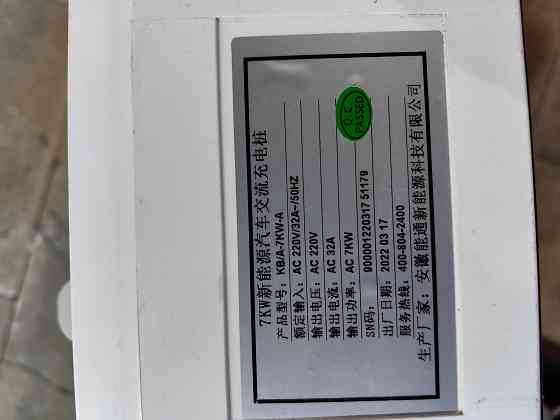 7KW新能源汽车交流充电桩
产品型号：KB/A-7KW-A
额定输入：AC 220V/32A~/50HZ
输出电压：AC 220V
输出电流：AC 32A
输出功率：AC 7KW
SN码：90000122031751179
出厂日期：2022 03 17
服务热线：400-804-2400
生产厂家：安徽能通新能源科技有限公司
Q.C.
PASSED